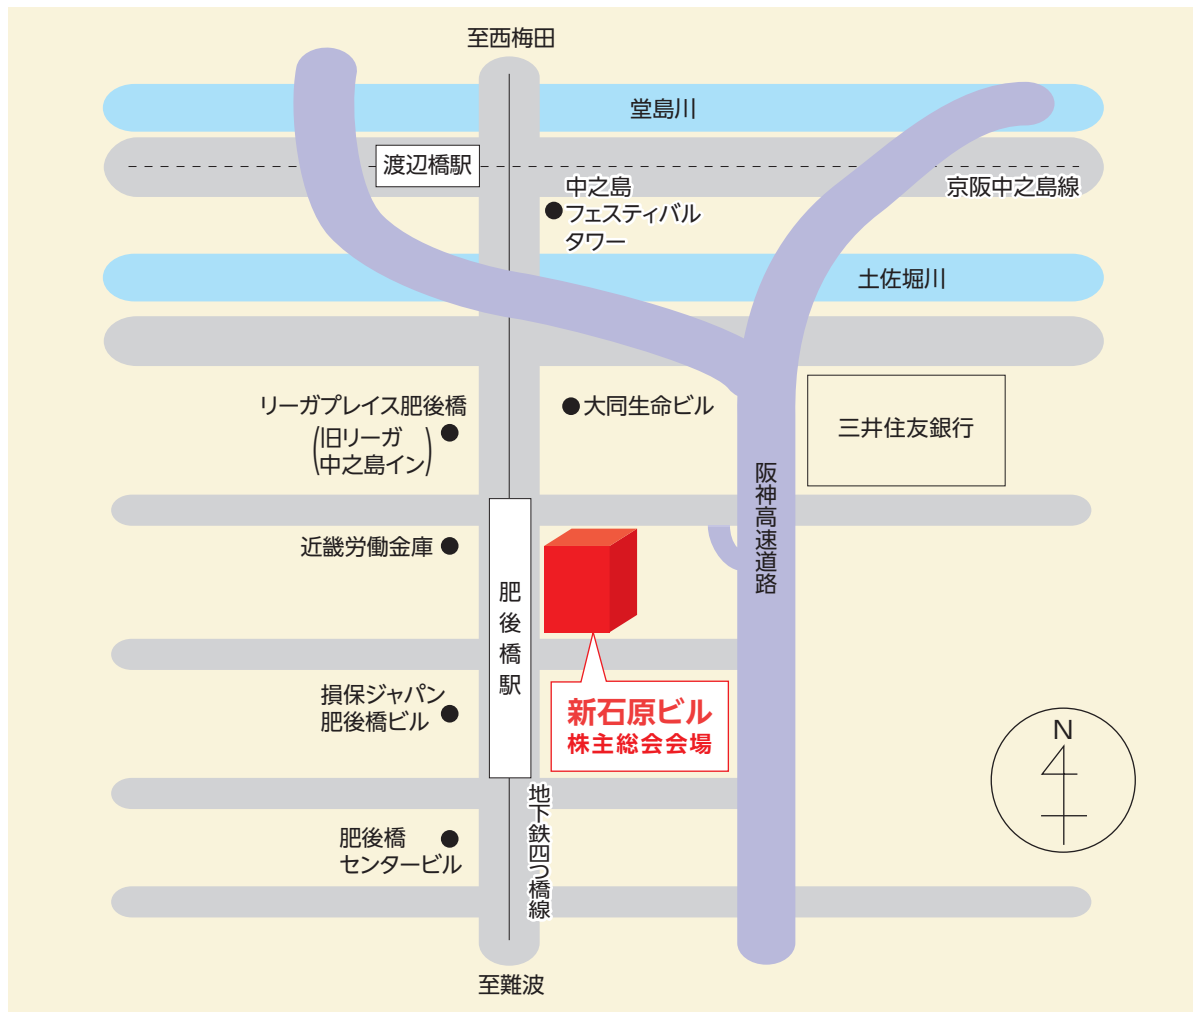 至西梅田
堂島川
渡辺橋駅
京阪中之島線
中之島
フェスティバル
タワー
土佐堀川
リーガプレイス肥後橋
(旧リーガ
中之島イン)
大同生命ビル
三井住友銀行
阪神高速道路
近畿労働金庫
肥後橋駅
新石原ビル
株主総会会場
損保ジャパン
肥後橋ビル
N
地下鉄四つ橋線
肥後橋
センタービル
至難波